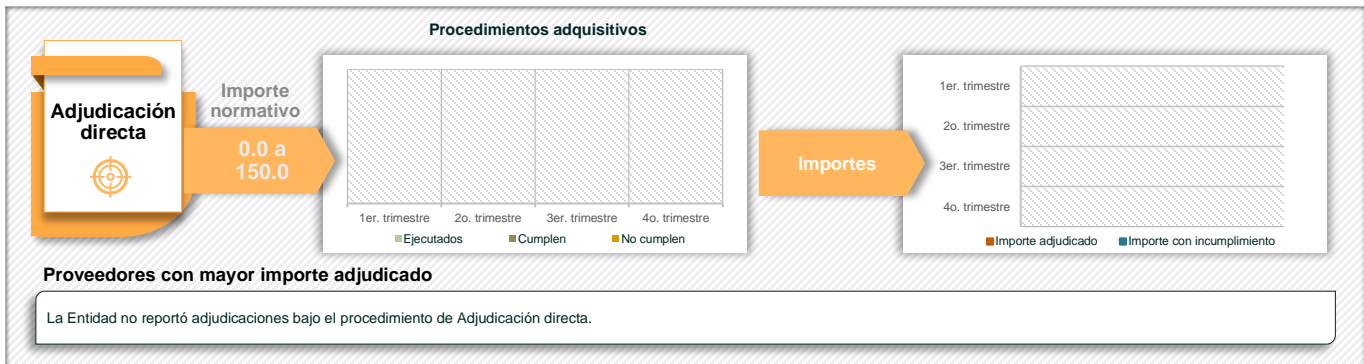 Procedimientos adquisitivos
Adjudicación
directa
Importe
normativo
0.0 a
150.0
1er. trimestre
2o. trimestre
3er. trimestre
4o. trimestre
Ejecutados
Cumplen
No cumplen
Importes
1er. trimestre
2o. trimestre
3er. trimestre
4o. trimestre
Importe adjudicado
Importe con incumplimiento
Proveedores con mayor importe adjudicado
La Entidad no reportó adjudicaciones bajo el procedimiento de Adjudicación directa.